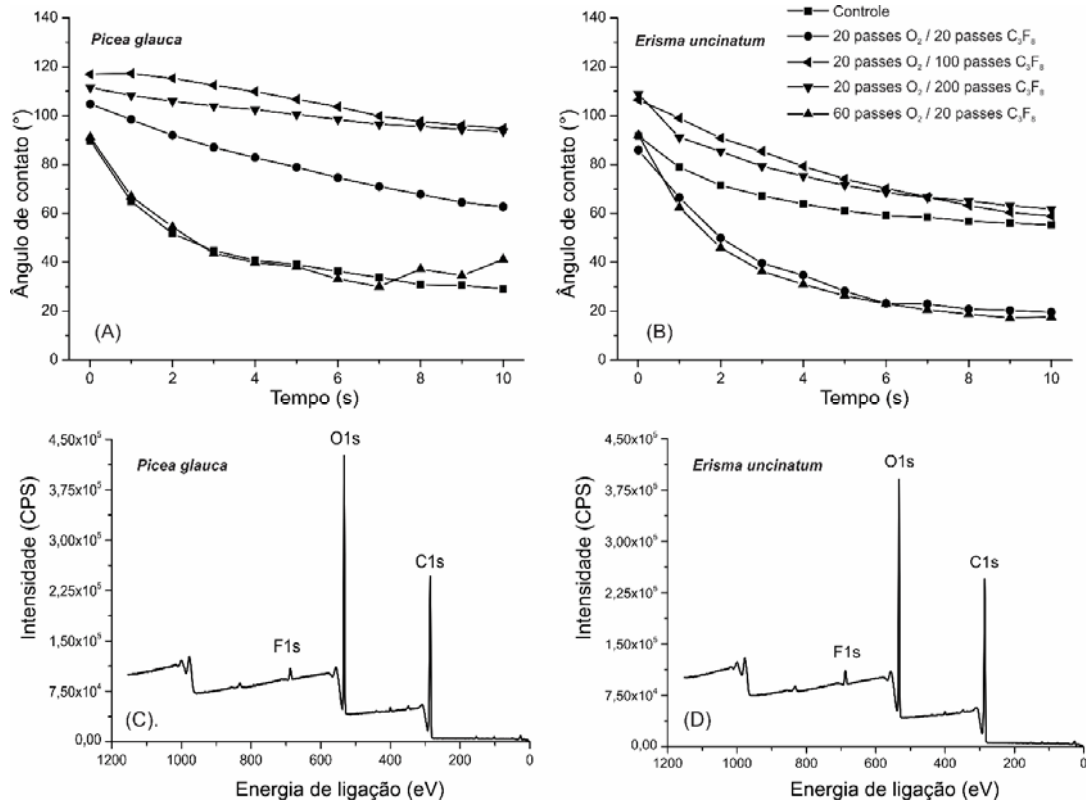 140
120
100
80
60
40
20
0
Ângulo de contato (°)
Picea glauca
(A)
0 2 4 6 8 10
Tempo (s)
140
120
100
80
60
40
20
0
Ângulo de contato (°)
Erisma uncinatum
Controle
20 passes O₂ / 20 passes C₃F₈
20 passes O₂ / 100 passes C₃F₈
20 passes O₂ / 200 passes C₃F₈
60 passes O₂ / 20 passes C₃F₈
(B)
0 2 4 6 8 10
Tempo (s)
4,50x10⁵
3,75x10⁵
3,00x10⁵
2,25x10⁵
1,50x10⁵
7,50x10⁴
0,00
Intensidade (CPS)
Picea glauca
O1s
C1s
F1s
(C).
1200 1000 800 600 400 200 0
Energia de ligação (eV)
4,50x10⁵
3,75x10⁵
3,00x10⁵
2,25x10⁵
1,50x10⁵
7,50x10⁴
0,00
Intensidade (CPS)
Erisma uncinatum
O1s
C1s
F1s
(D)
1200 1000 800 600 400 200 0
Energia de ligação (eV)